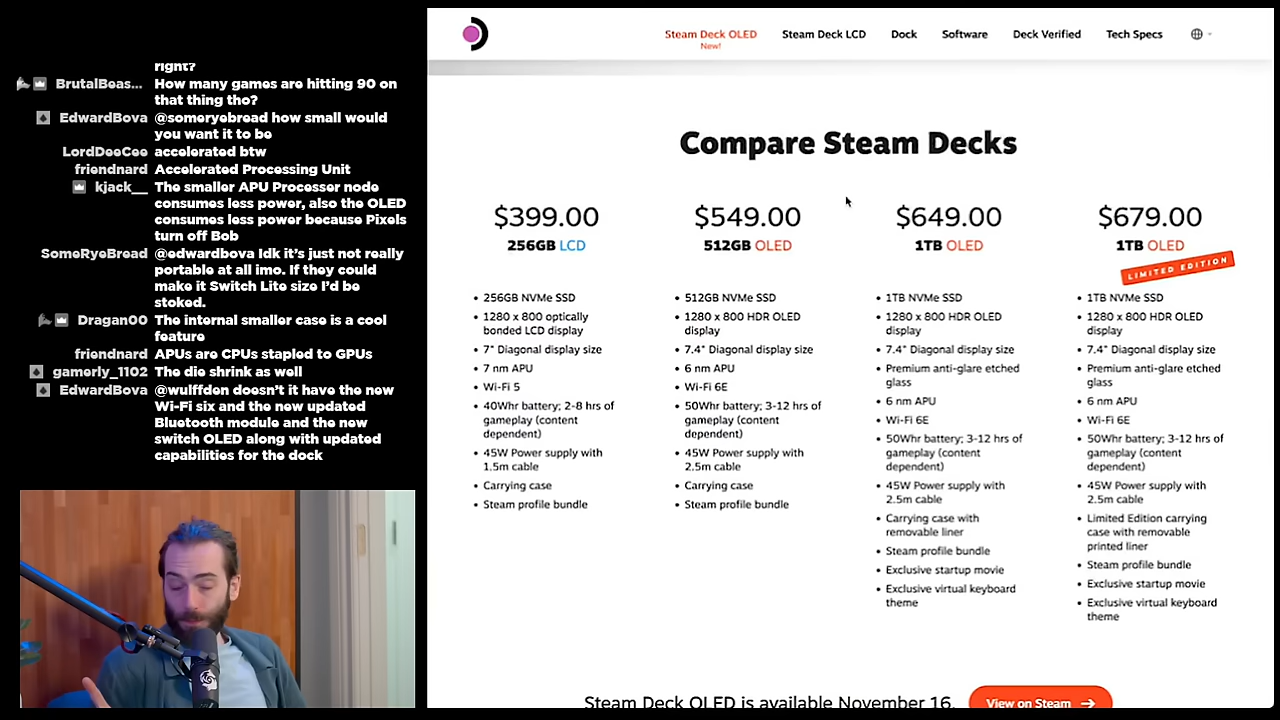 right?
BrutalBeas... How many games are hitting 90 on
that thing tho?
EdwardBova @someryebread how small would
you want it to be
LordDeeCee accelerated btw
friendnard Accelerated Processing Unit
kjack__ The smaller APU Processer node
consumes less power, also the OLED
consumes less power because Pixels
turn off Bob
SomeRyeBread @edwardbova Idk it's just not really
portable at all imo. If they could
make it Switch Lite size I'd be
stoked.
Dragan00 The internal smaller case is a cool
feature
friendnard APUs are CPUs stapled to GPUs
gamerly_1102 The die shrink as well
EdwardBova @wulffden doesn't it have the new
Wi-Fi six and the new updated
Bluetooth module and the new
switch OLED along with updated
capabilities for the dock
Steam Deck OLED Steam Deck LCD Dock Software Deck Verified Tech Specs
New!
Compare Steam Decks
$399.00
256GB LCD
• 256GB NVMe SSD
• 1280 x 800 optically
bonded LCD display
• 7" Diagonal display size
• 7 nm APU
• Wi-Fi 5
• 40Whr battery; 2-8 hrs of
gameplay (content
dependent)
• 45W Power supply with
1.5m cable
• Carrying case
• Steam profile bundle
$549.00
512GB OLED
• 512GB NVMe SSD
• 1280 x 800 HDR OLED
display
• 7.4" Diagonal display size
• 6 nm APU
• Wi-Fi 6E
• 50Whr battery; 3-12 hrs of
gameplay (content
dependent)
• 45W Power supply with
2.5m cable
• Carrying case
• Steam profile bundle
$649.00
1TB OLED
• 1TB NVMe SSD
• 1280 x 800 HDR OLED
display
• 7.4" Diagonal display size
• Premium anti-glare etched
glass
• 6 nm APU
• Wi-Fi 6E
• 50Whr battery; 3-12 hrs of
gameplay (content
dependent)
• 45W Power supply with
2.5m cable
• Carrying case with
removable liner
• Steam profile bundle
• Exclusive startup movie
• Exclusive virtual keyboard
theme
$679.00
1TB OLED
LIMITED EDITION
• 1TB NVMe SSD
• 1280 x 800 HDR OLED
display
• 7.4" Diagonal display size
• Premium anti-glare etched
glass
• 6 nm APU
• Wi-Fi 6E
• 50Whr battery; 3-12 hrs of
gameplay (content
dependent)
• 45W Power supply with
2.5m cable
• Limited Edition carrying
case with removable
printed liner
• Steam profile bundle
• Exclusive startup movie
• Exclusive virtual keyboard
theme
Steam Deck OLED is available November 16.
View on Steam →